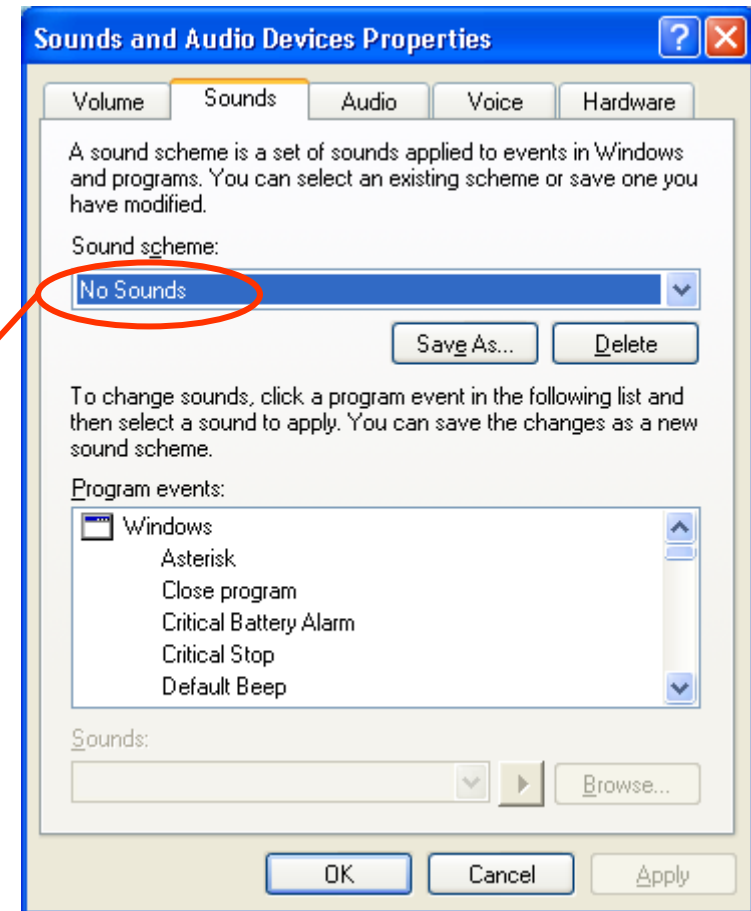 Sounds and Audio Devices Properties
?
Volume Sounds Audio Voice Hardware
A sound scheme is a set of sounds applied to events in Windows
and programs. You can select an existing scheme or save one you
have modified.
Sound scheme:
No Sounds
Save As... Delete
To change sounds, click a program event in the following list and
then select a sound to apply. You can save the changes as a new
sound scheme.
Program events:
Windows
Asterisk
Close program
Critical Battery Alarm
Critical Stop
Default Beep
Sounds:
Browse...
OK Cancel Apply